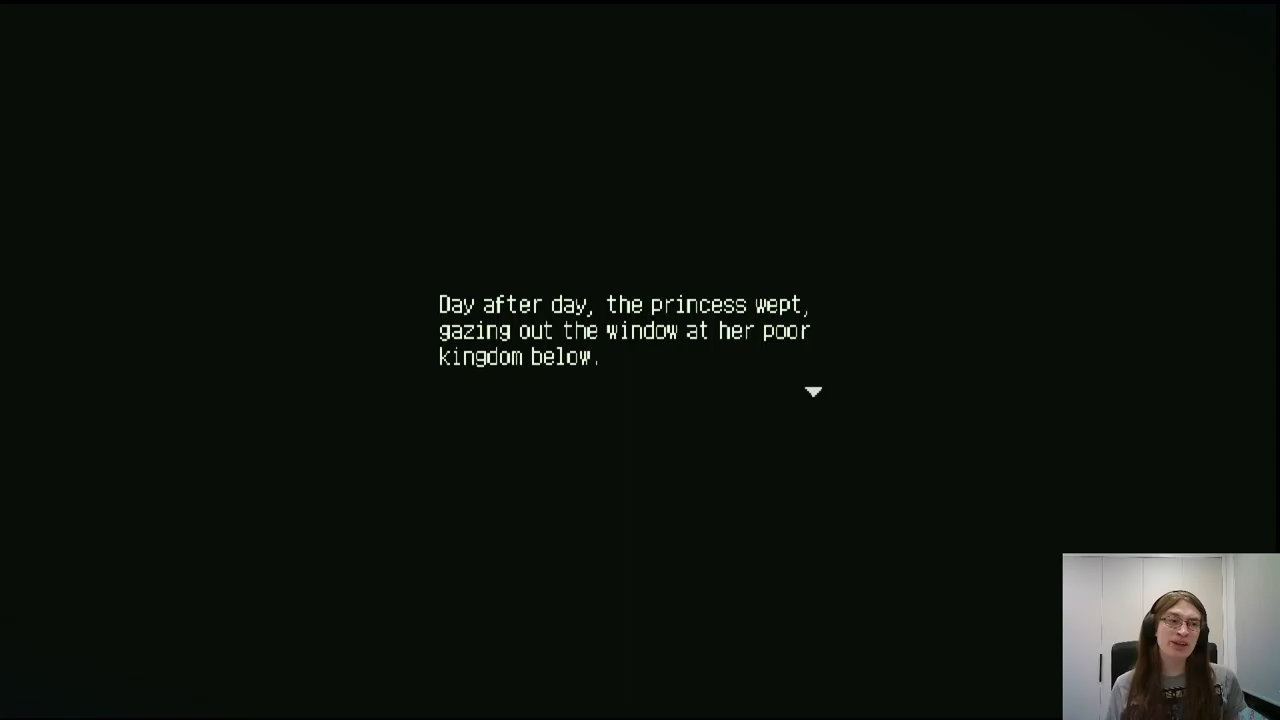 Day after day, the princess wept,
gazing out the window at her poor
kingdom below.